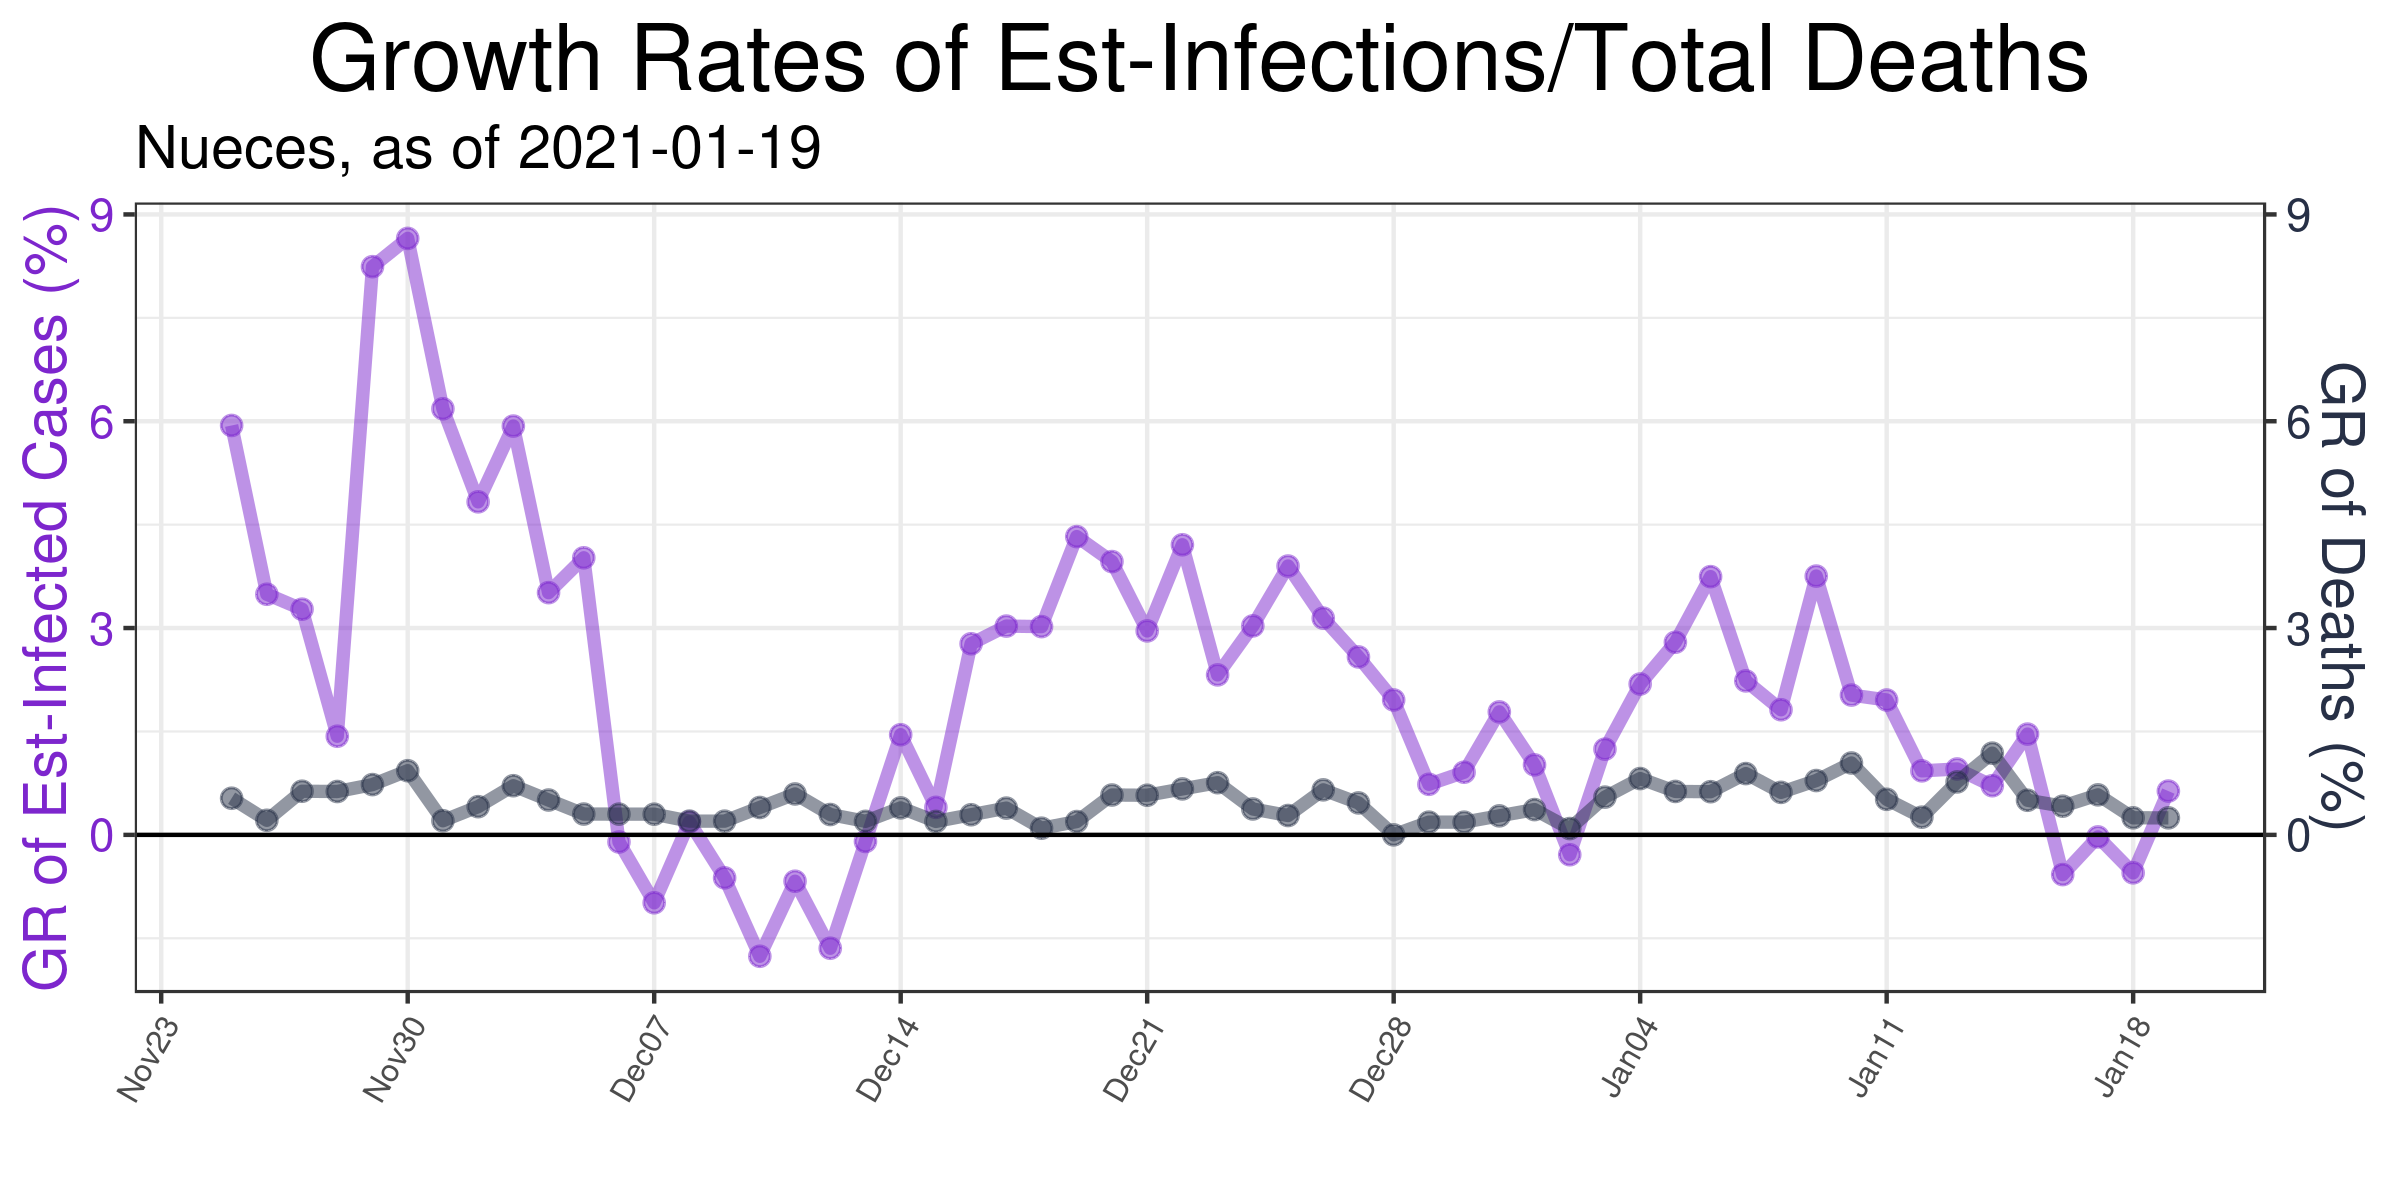 Growth Rates of Est-Infections/Total Deaths
Nueces, as of 2021-01-19
GR of Est-Infected Cases (%)
9
6
3
0
9
6
3
0
GR of Deaths (%)
Nov23
Nov30
Dec07
Dec14
Dec21
Dec28
Jan04
Jan11
Jan18